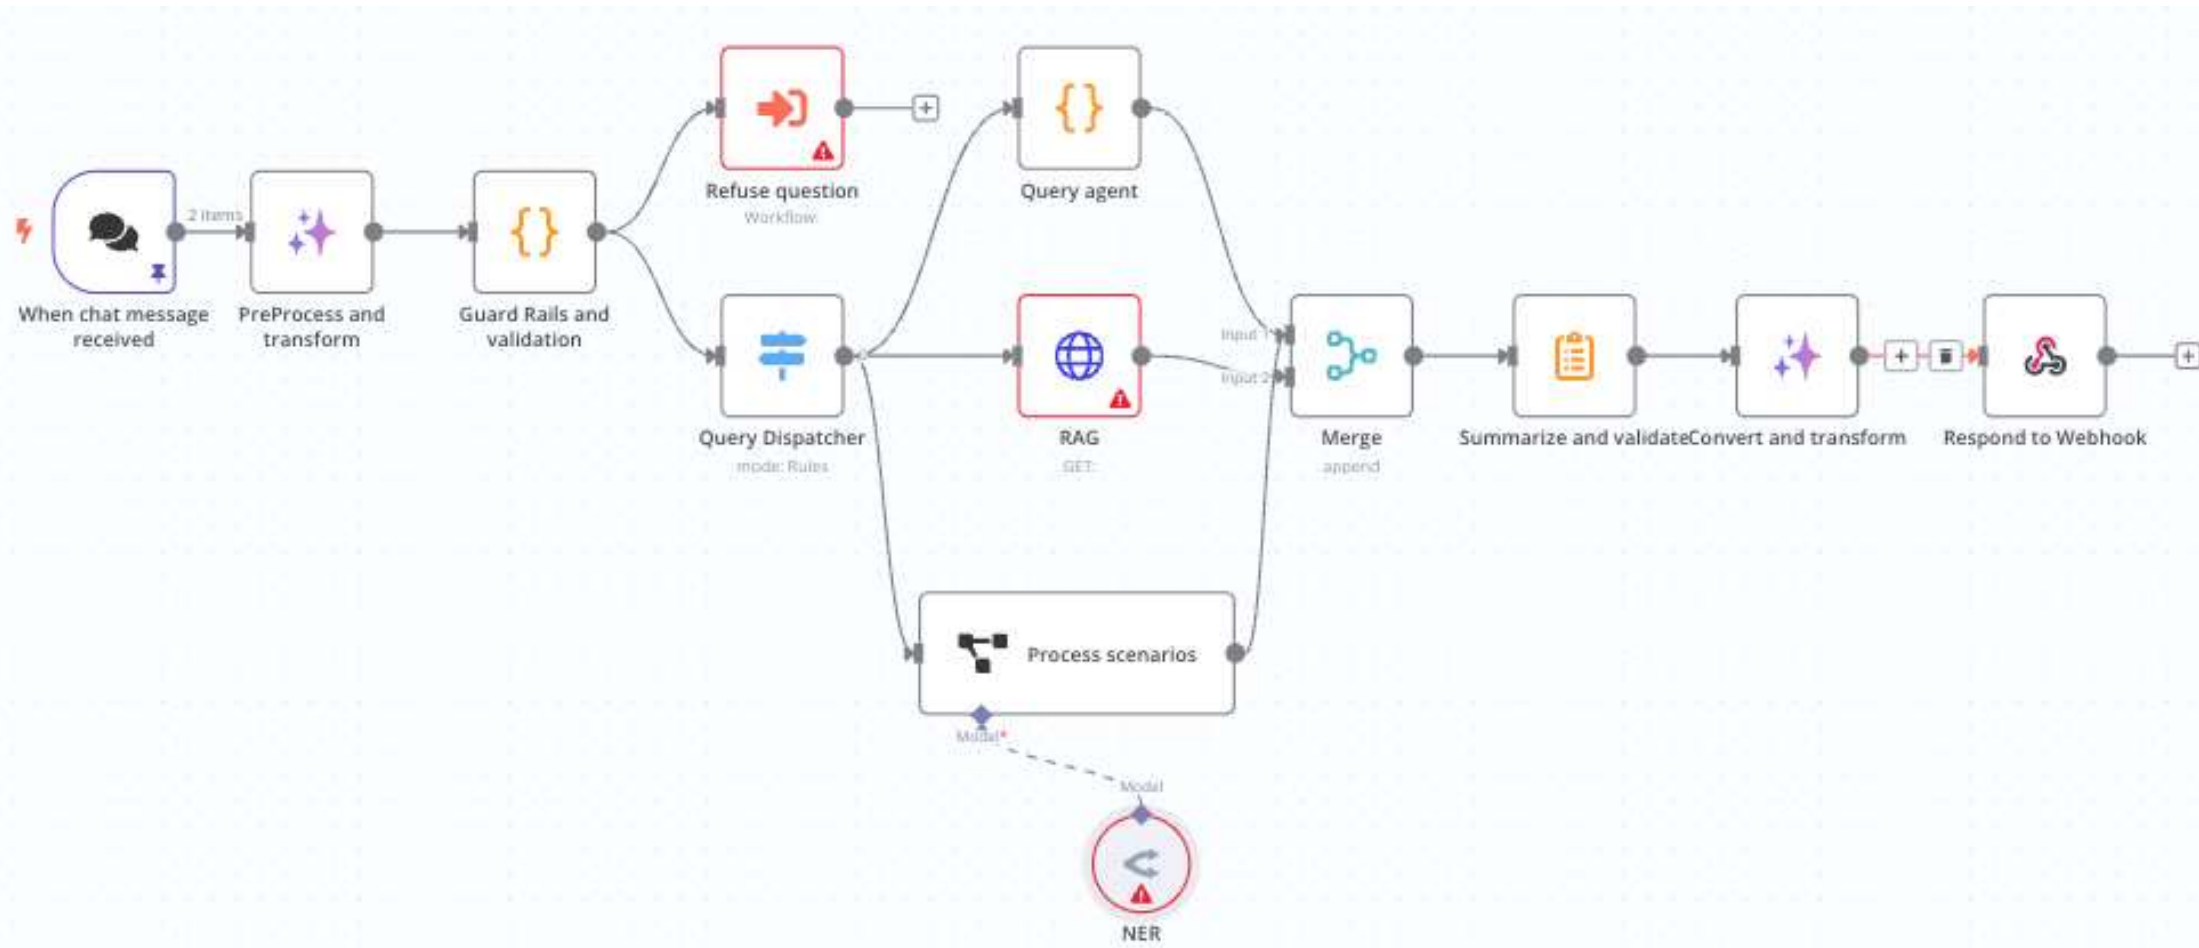 Refuse question
Workflow:
Query agent
2 items
When chat message
received
PreProcess and
transform
Guard Rails and
validation
Input 1
Input 2
Query Dispatcher
mode: Rules
RAG
GET:
Merge
append
Summarize and validate
Convert and transform
Respond to Webhook
Process scenarios
Model*
Model
NER